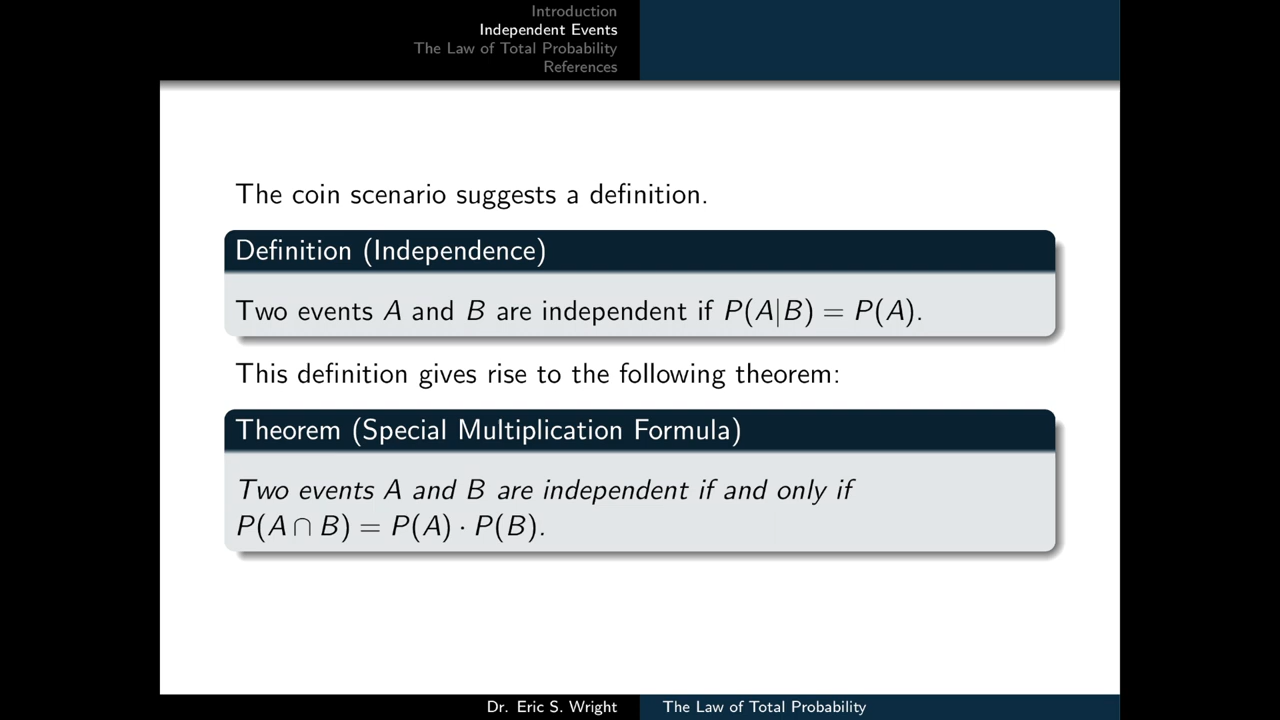 Introduction
Independent Events
The Law of Total Probability
References
The coin scenario suggests a definition.
Definition (Independence)
Two events A and B are independent if P(A|B) = P(A).
This definition gives rise to the following theorem:
Theorem (Special Multiplication Formula)
Two events A and B are independent if and only if
P(A ∩ B) = P(A) · P(B).
Dr. Eric S. Wright
The Law of Total Probability